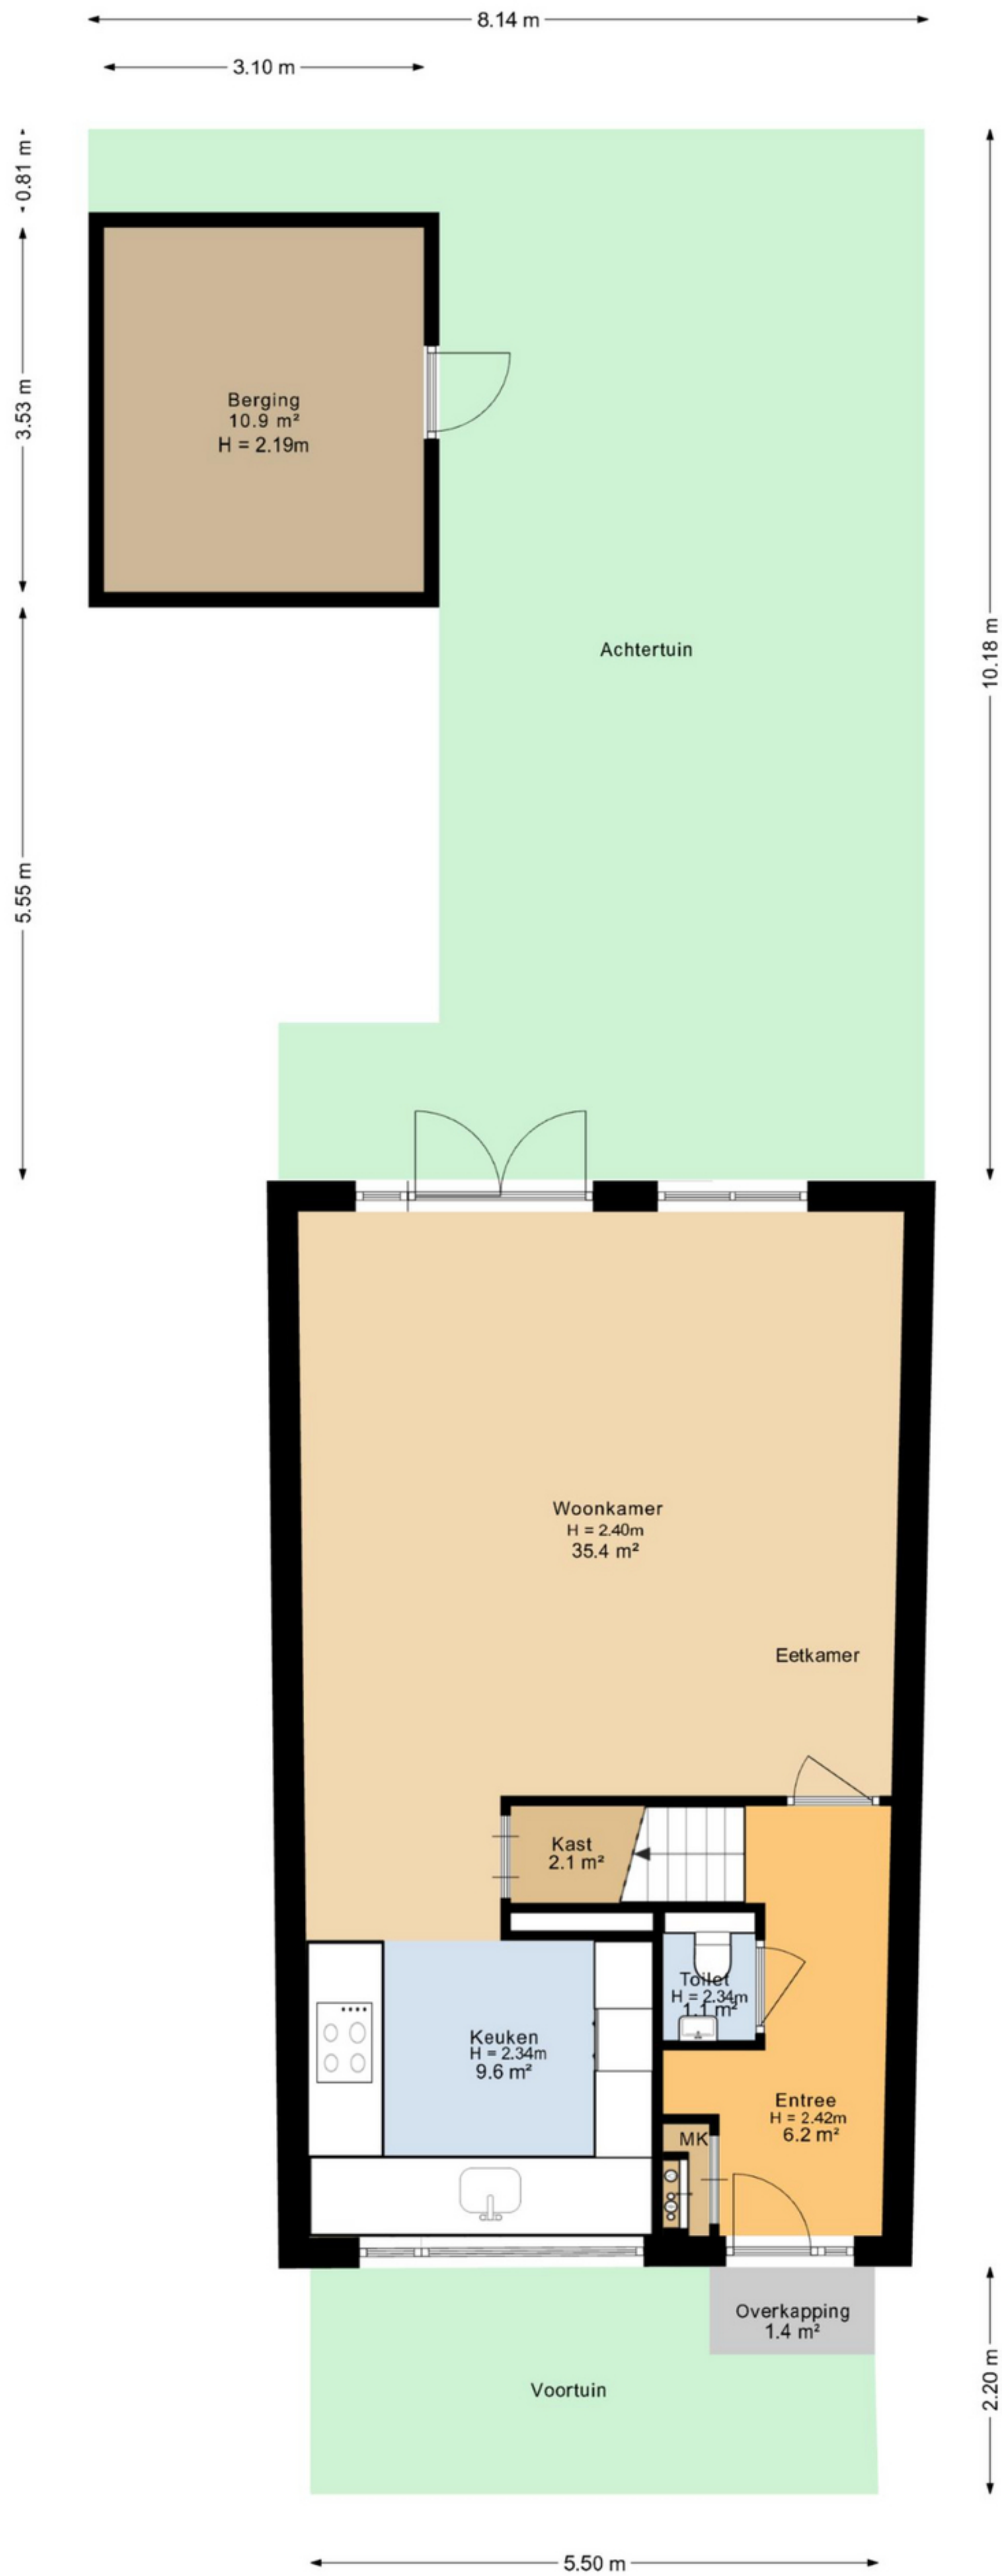 8.14 m
3.10 m
0.81 m
3.53 m
Berging
10.9 m²
H = 2.19m
10.18 m
Achtertuin
5.55 m
Woonkamer
H = 2.40m
35.4 m²
Eetkamer
Kast
2.1 m²
Toilet
H = 2.34m
1.1 m²
Keuken
H = 2.34m
9.6 m²
Entree
H = 2.42m
6.2 m²
MK
Overkapping
1.4 m²
Voortuin
2.20 m
5.50 m